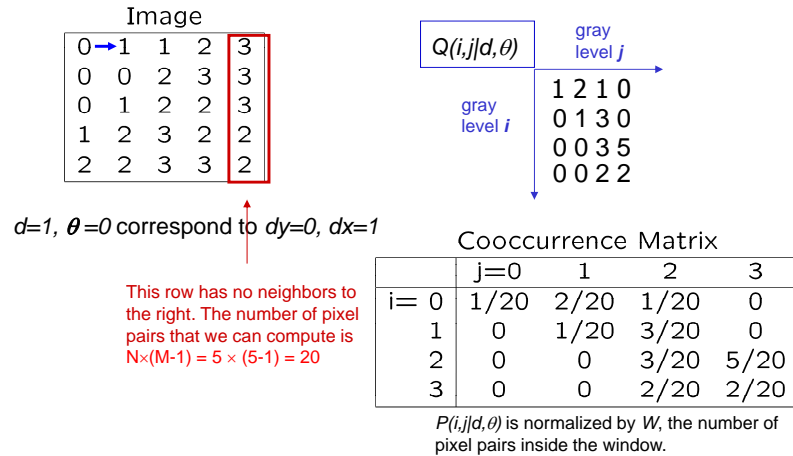 Image
0 1 1 2 3
0 0 2 3 3
0 1 2 2 3
1 2 3 2 2
2 2 3 3 2
Q(i,j|d,θ)
gray
level j
gray
level i
1 2 1 0
0 1 3 0
0 0 3 5
0 0 2 2
d=1, θ =0 correspond to dy=0, dx=1
This row has no neighbors to
the right. The number of pixel
pairs that we can compute is
N×(M-1) = 5 × (5-1) = 20
Cooccurrence Matrix
j=0 1 2 3
i= 0 1/20 2/20 1/20 0
1 0 1/20 3/20 0
2 0 0 3/20 5/20
3 0 0 2/20 2/20
P(i,j|d,θ) is normalized by W, the number of
pixel pairs inside the window.